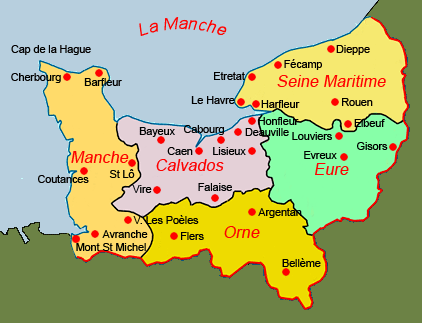 La Manche
Cap de la Hague
Dieppe
Fécamp
Cherbourg
Barfleur
Etretat
Seine Maritime
Le Havre
Harfleur
Rouen
Honfleur
Elbeuf
Bayeux
Cabourg
Deauville
Louviers
Gisors
Caen
Lisieux
Manche
Calvados
Evreux
St Lô
Eure
Coutances
Vire
Falaise
Argentan
V. Les Poèles
Avranche
Flers
Orne
Mont St Michel
Bellème